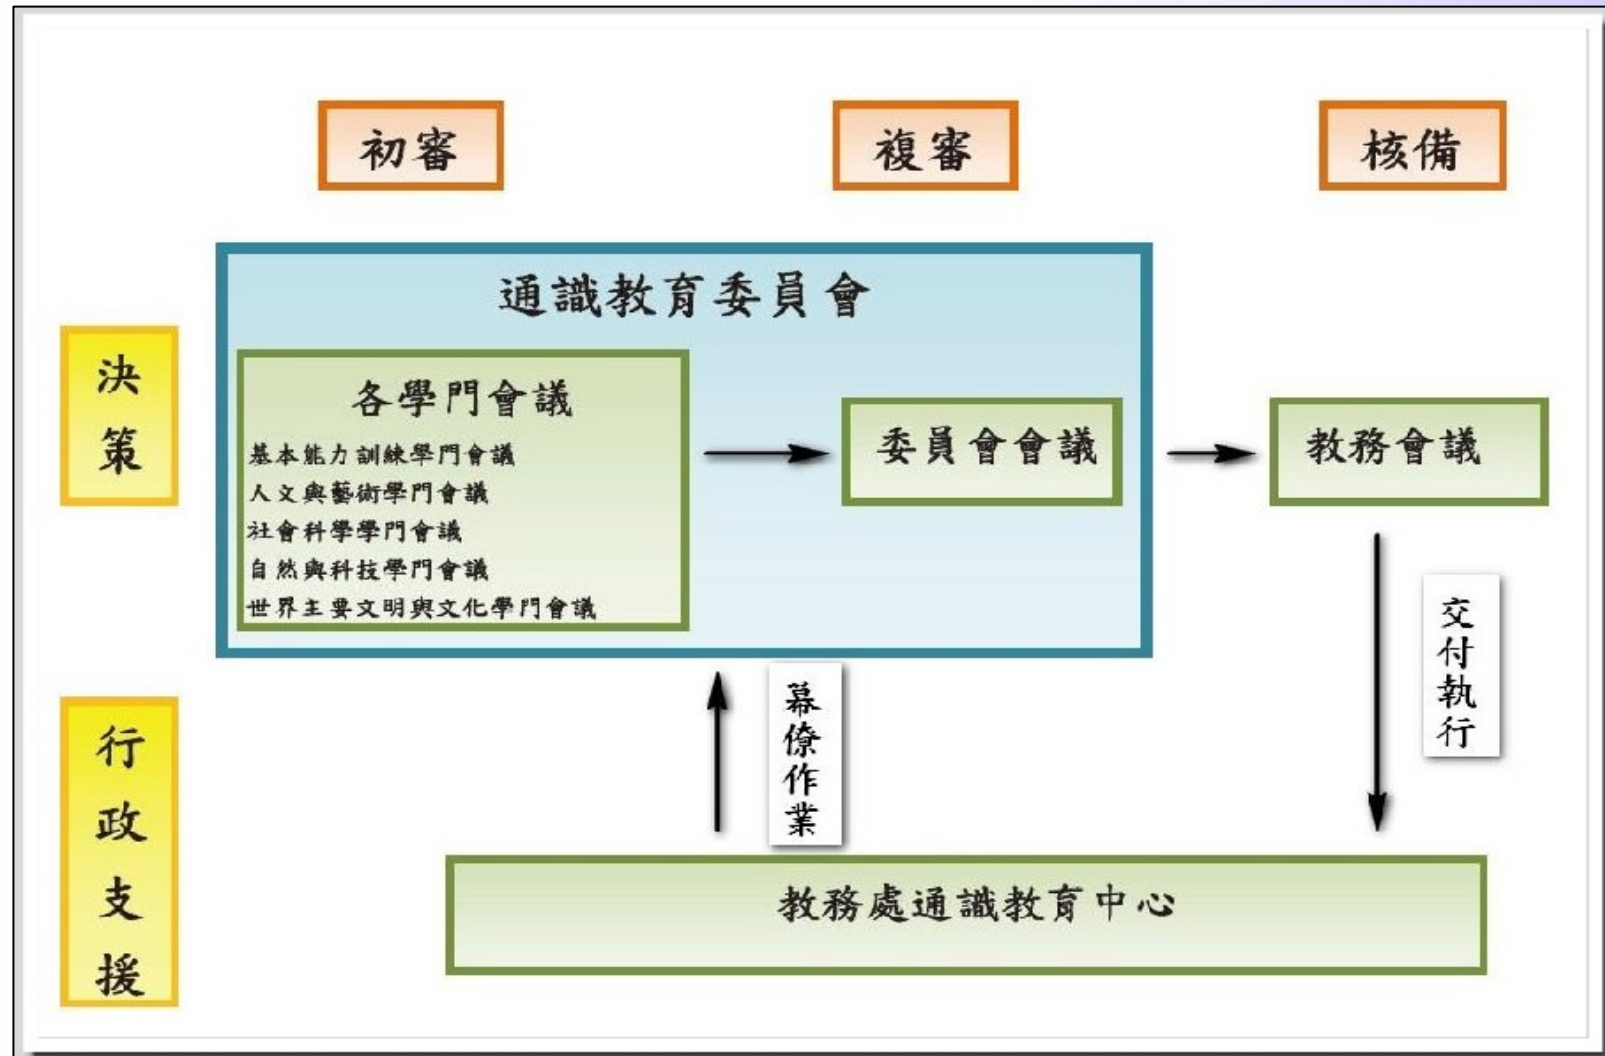 初審
複審
核備
決策
通識教育委員會
各學門會議
基本能力訓練學門會議
人文與藝術學門會議
社會科學學門會議
自然與科技學門會議
世界主要文明與文化學門會議
委員會會議
教務會議
交付執行
幕僚作業
行政支援
教務處通識教育中心